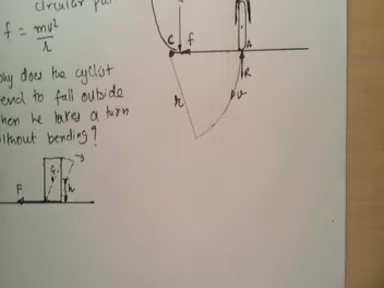 circular pa
f = mv²/r
why does the cyclist
tend to fall outside
when he takes a turn
without bending?
C
f
A
R
r
v
G
F
h